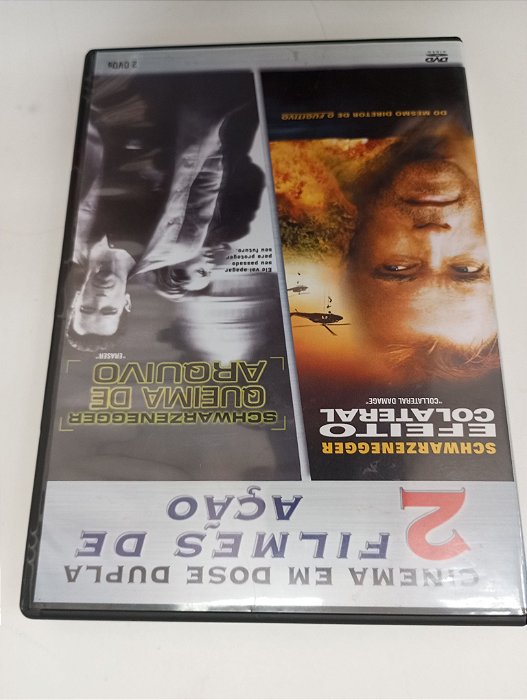 CINEMA EM DOSE DUPLA
2 FILMES DE
AÇÃO
SCHWARZENEGGER
EFEITO
COLATERAL
"COLLATERAL DAMAGE"
DO MESMO DIRETOR DE O FUGITIVO
DVD
VIDEO
SCHWARZENEGGER
QUEIMA DE
ARQUIVO
"ERASER"
Ele vai apagar
seu passado
para proteger
seu futuro.
2 DVDs